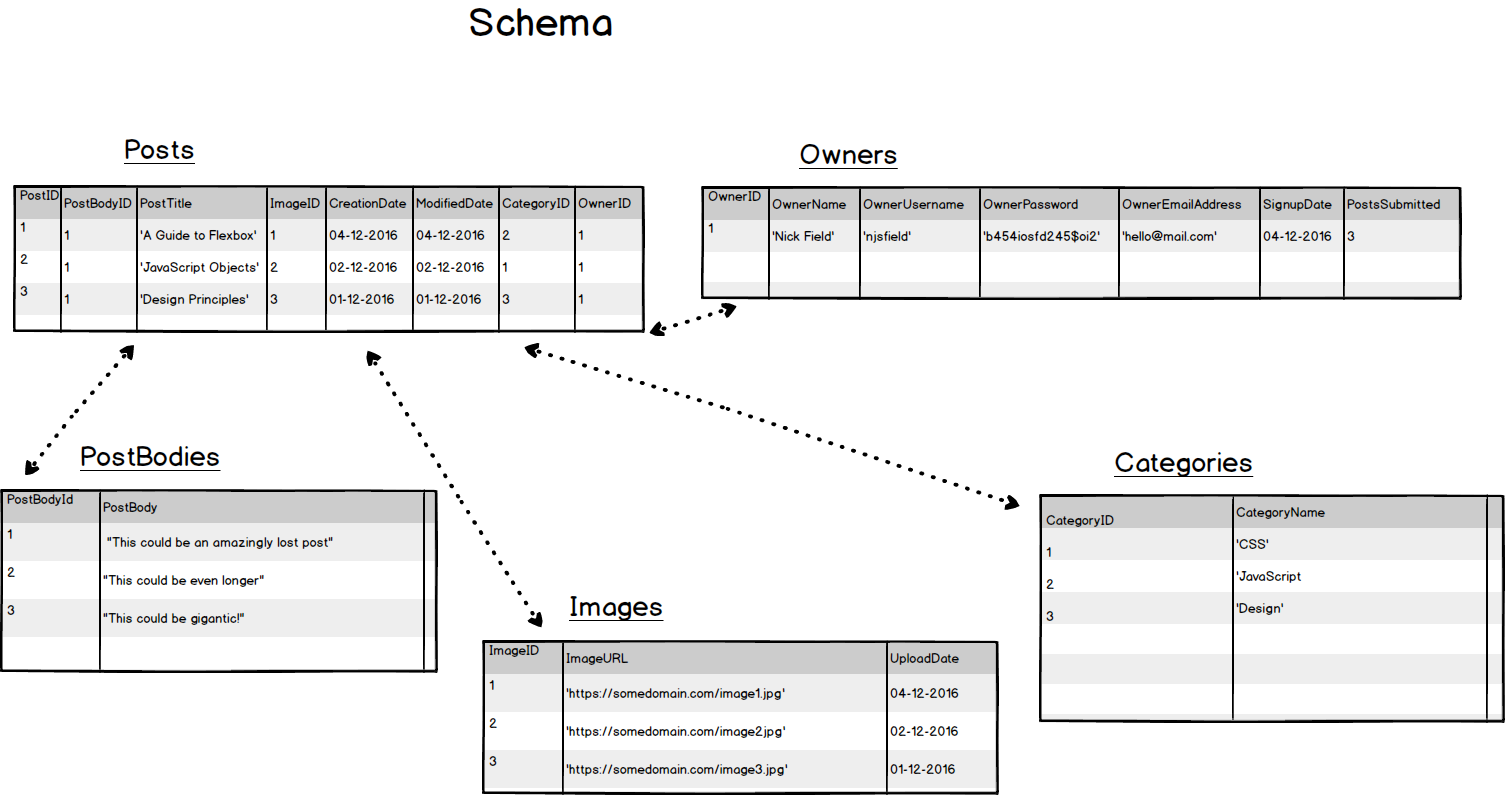 Schema
Posts
PostID PostBodyID PostTitle ImageID CreationDate ModifiedDate CategoryID OwnerID
1 1 'A Guide to Flexbox' 1 04-12-2016 04-12-2016 2 1
2 1 'JavaScript Objects' 2 02-12-2016 02-12-2016 1 1
3 1 'Design Principles' 3 01-12-2016 01-12-2016 3 1
Owners
OwnerID OwnerName OwnerUsername OwnerPassword OwnerEmailAddress SignupDate PostsSubmitted
1 'Nick Field' 'njsfield' 'b454iosfd245$oi2' 'hello@mail.com' 04-12-2016 3
PostBodies
PostBodyId PostBody
1 "This could be an amazingly lost post"
2 "This could be even longer"
3 "This could be gigantic!"
Images
ImageID ImageURL UploadDate
1 'https://somedomain.com/image1.jpg' 04-12-2016
2 'https://somedomain.com/image2jpg' 02-12-2016
3 'https://somedomain.com/image3.jpg' 01-12-2016
Categories
CategoryID CategoryName
1 'CSS'
2 'JavaScript
3 'Design'